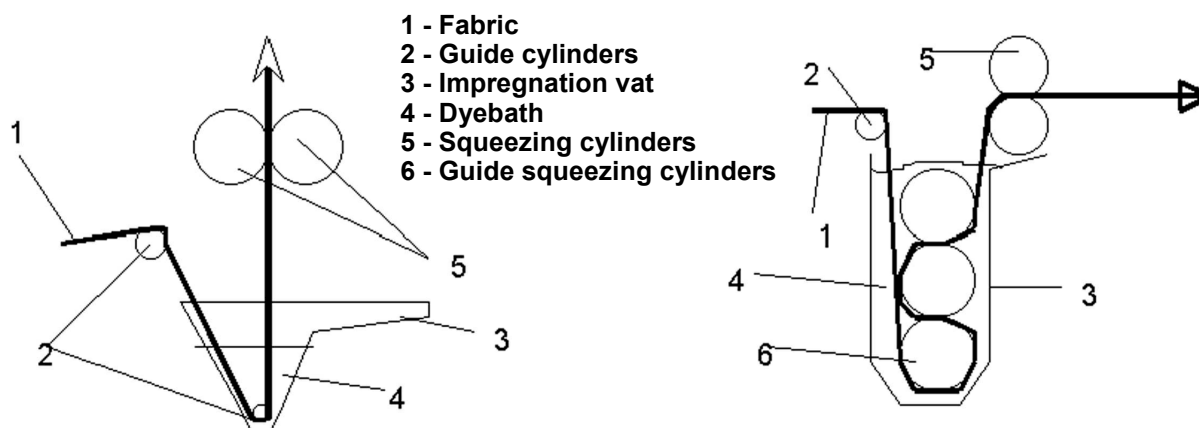 1 - Fabric
2 - Guide cylinders
3 - Impregnation vat
4 - Dyebath
5 - Squeezing cylinders
6 - Guide squeezing cylinders
1
2
3
4
5
5
2
1
4
3
6